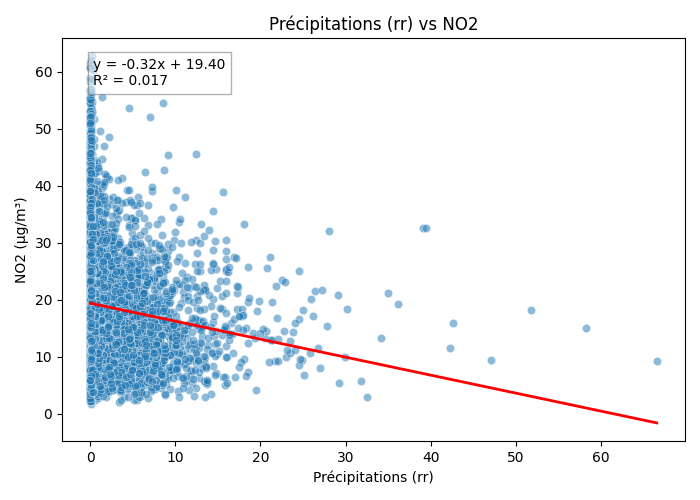 Précipitations (rr) vs NO2
y = -0.32x + 19.40
R² = 0.017
NO2 (µg/m³)
60
50
40
30
20
10
0
0 10 20 30 40 50 60
Précipitations (rr)